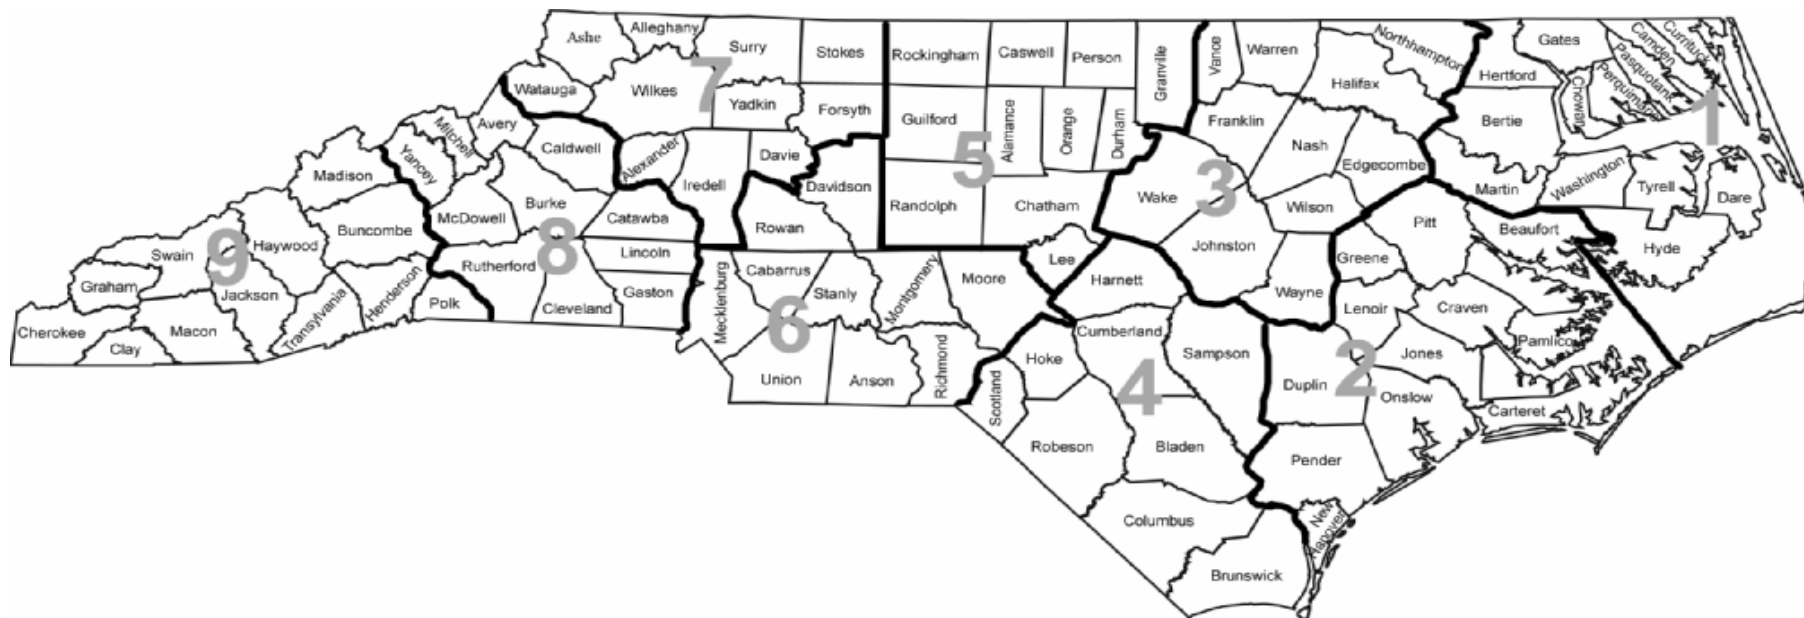 Ashe
Alleghany
Surry
Stokes
Rockingham
Caswell
Person
Granville
Vance
Warren
Northhampton
Gates
Camden
Currituck
Pasquotank
Perquimans
Chowan
Hertford
Watauga
Wilkes
7
Yadkin
Forsyth
Guilford
Alamance
Orange
Durham
Franklin
Halifax
Bertie
1
Mitchell
Avery
Caldwell
Alexander
Davie
5
Nash
Edgecombe
Yancey
Madison
Iredell
Davidson
3
Martin
Washington
Tyrell
Dare
McDowell
Burke
Catawba
Rowan
Randolph
Chatham
Wake
Wilson
Pitt
Beaufort
Hyde
Swain
9
Haywood
Buncombe
8
Lincoln
Johnston
Greene
Graham
Jackson
Transylvania
Henderson
Rutherford
Polk
Cleveland
Gaston
Mecklenburg
Cabarrus
Stanly
Montgomery
Moore
Lee
Harnett
Wayne
Lenoir
Craven
Pamlico
Cherokee
Clay
Macon
6
Union
Anson
Richmond
Scotland
Hoke
Cumberland
4
Sampson
Duplin
2
Jones
Onslow
Carteret
Robeson
Bladen
Pender
New
Hanover
Columbus
Brunswick